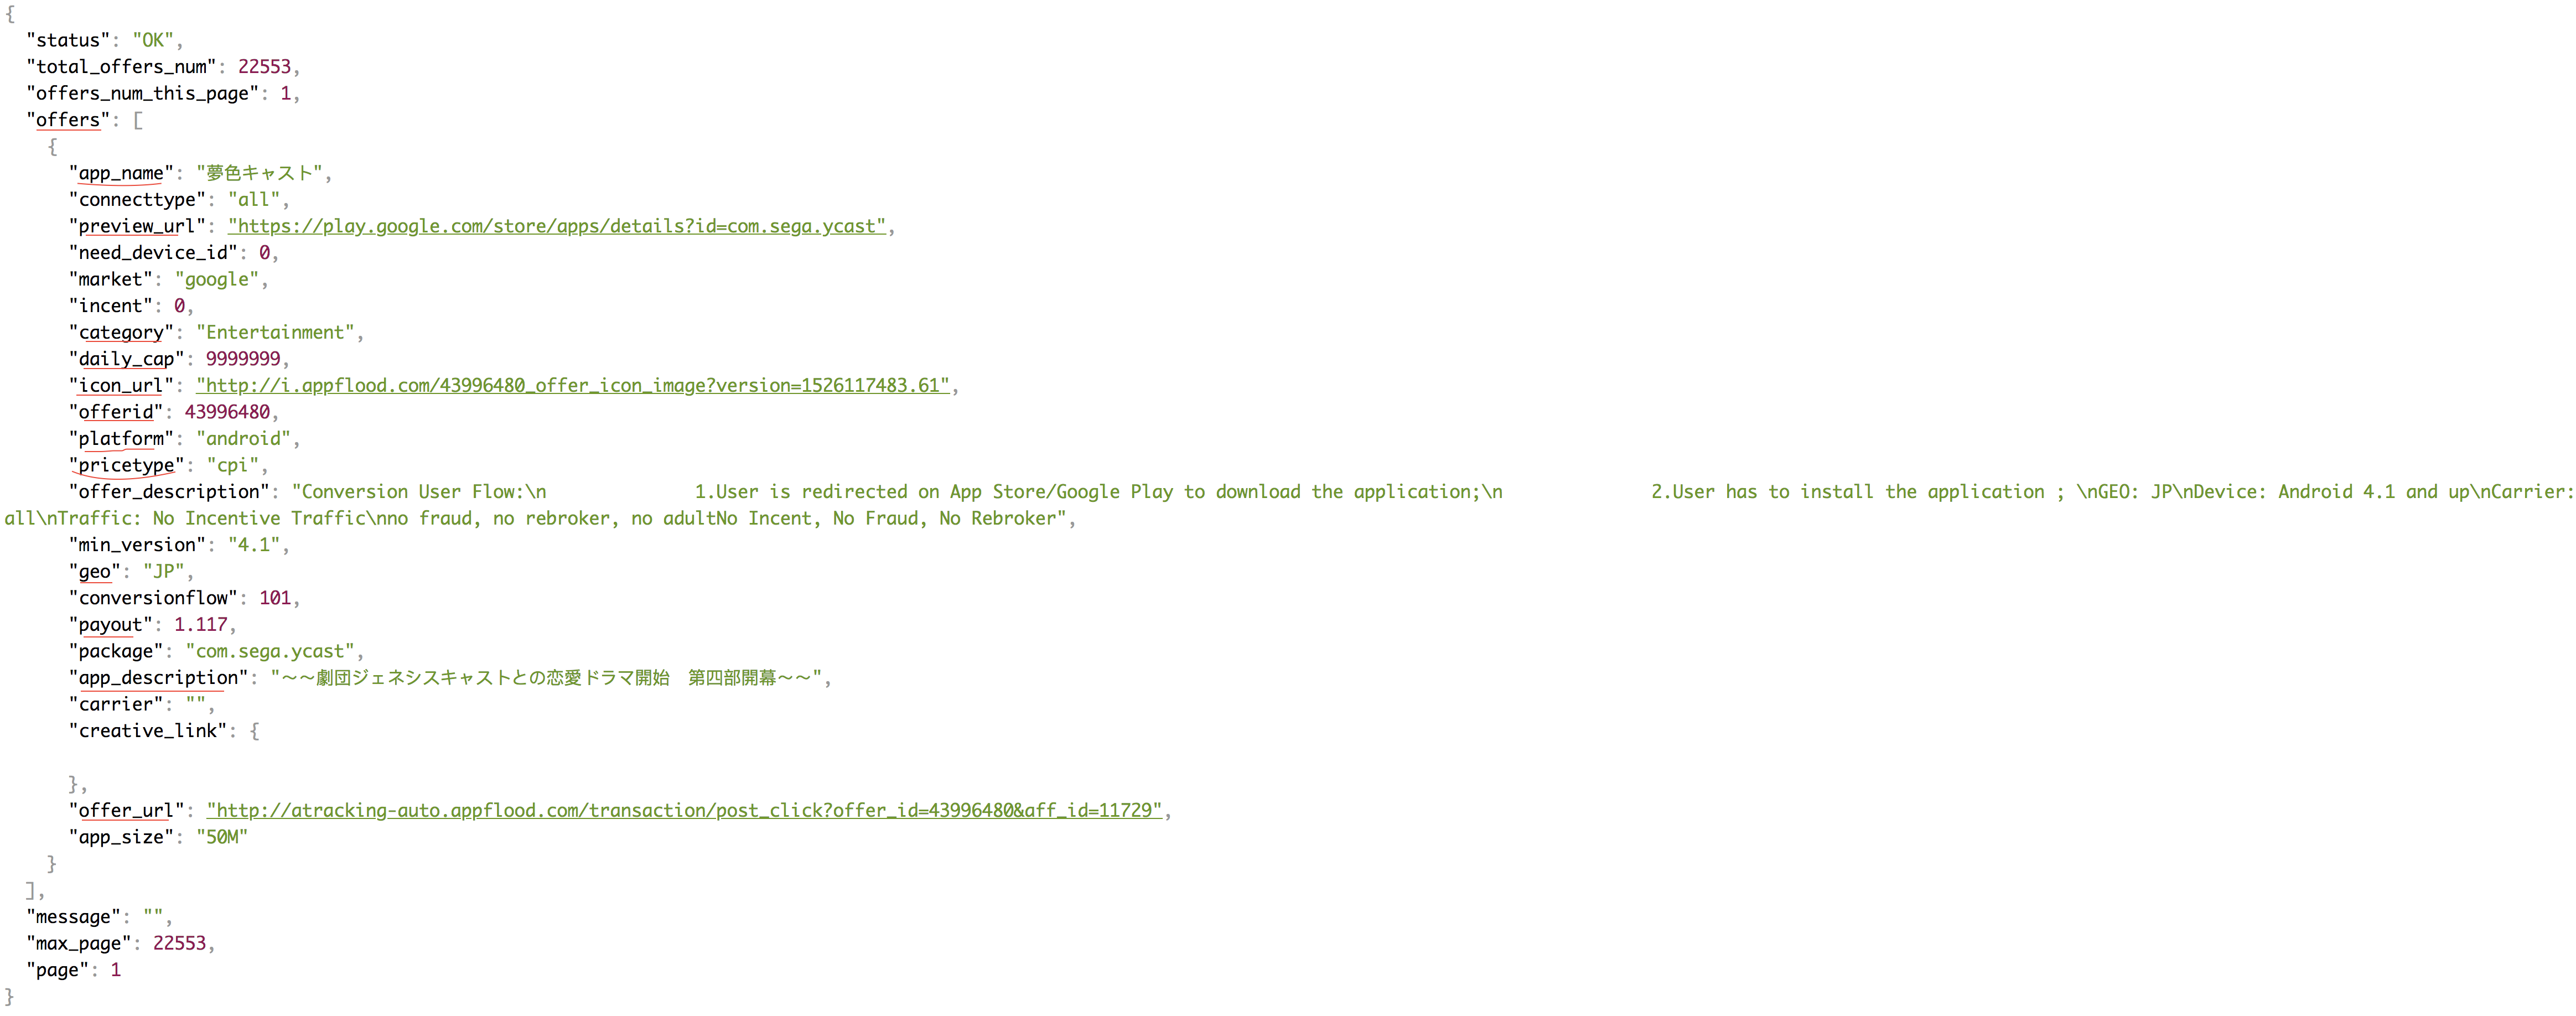 {
"status": "OK",
"total_offers_num": 22553,
"offers_num_this_page": 1,
"offers": [
{
"app_name": "夢色キャスト",
"connecttype": "all",
"preview_url": "https://play.google.com/store/apps/details?id=com.sega.ycast",
"need_device_id": 0,
"market": "google",
"incent": 0,
"category": "Entertainment",
"daily_cap": 9999999,
"icon_url": "http://i.appflood.com/43996480_offer_icon_image?version=1526117483.61",
"offerid": 43996480,
"platform": "android",
"pricetype": "cpi",
"offer_description": "Conversion User Flow:\n              1.User is redirected on App Store/Google Play to download the application;\n              2.User has to install the application ; \nGEO: JP\nDevice: Android 4.1 and up\nCarrier:
all\nTraffic: No Incentive Traffic\nno fraud, no rebroker, no adultNo Incent, No Fraud, No Rebroker",
"min_version": "4.1",
"geo": "JP",
"conversionflow": 101,
"payout": 1.117,
"package": "com.sega.ycast",
"app_description": "～～劇団ジェネシスキャストとの恋愛ドラマ開始　第四部開幕～～",
"carrier": "",
"creative_link": {
},
"offer_url": "http://atracking-auto.appflood.com/transaction/post_click?offer_id=43996480&aff_id=11729",
"app_size": "50M"
}
],
"message": "",
"max_page": 22553,
"page": 1
}